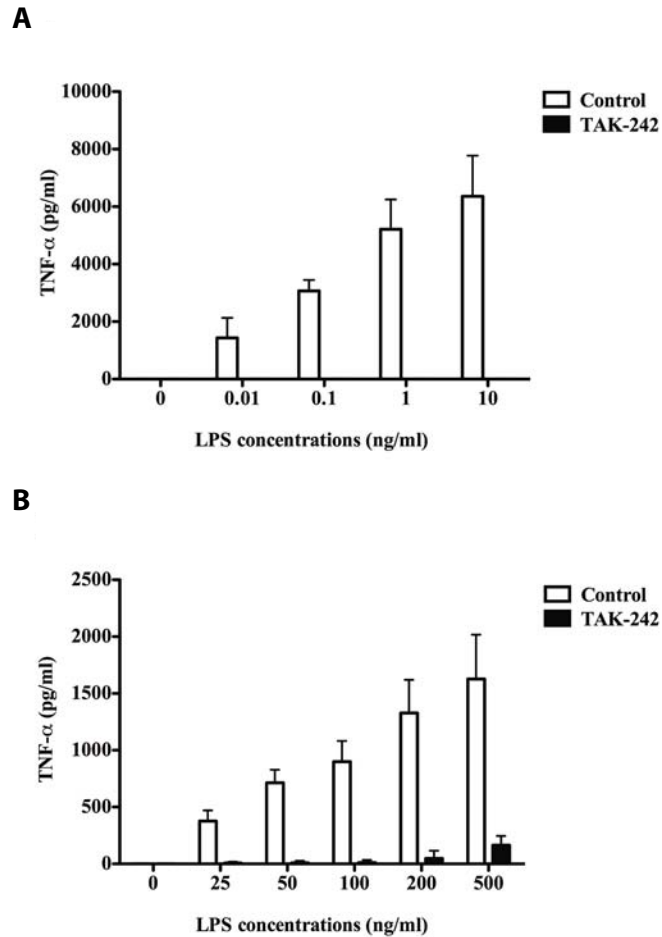 A
10000
8000
6000
4000
2000
0
TNF-α (pg/ml)
Control
TAK-242
0 0.01 0.1 1 10
LPS concentrations (ng/ml)
B
2500
2000
1500
1000
500
0
TNF-α (pg/ml)
Control
TAK-242
0 25 50 100 200 500
LPS concentrations (ng/ml)